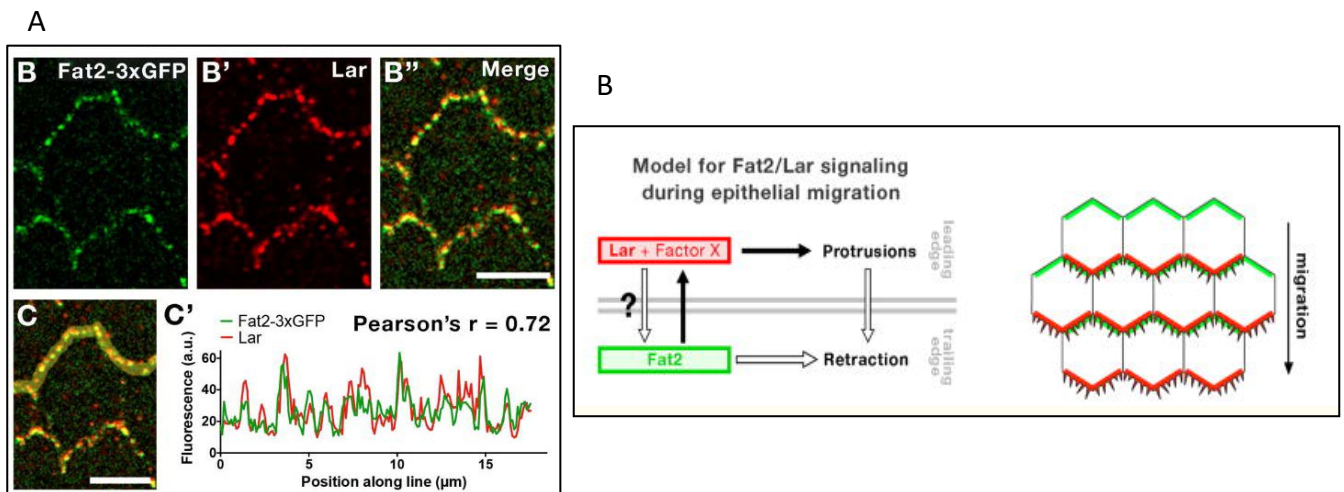 A
B Fat2-3xGFP
B' Lar
B" Merge
C
C'
Fat2-3xGFP
Lar
Pearson's r = 0.72
Fluorescence (a.u.)
60
40
20
0
0 5 10 15
Position along line (µm)
B
Model for Fat2/Lar signaling
during epithelial migration
Lar + Factor X
Protrusions
leading
edge
?
Fat2
Retraction
trailing
edge
migration